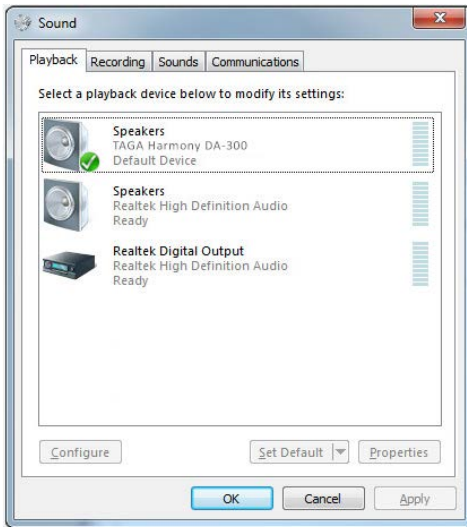 Sound
Playback Recording Sounds Communications
Select a playback device below to modify its settings:
Speakers
TAGA Harmony DA-300
Default Device
Speakers
Realtek High Definition Audio
Ready
Realtek Digital Output
Realtek High Definition Audio
Ready
Configure Set Default Properties
OK Cancel Apply